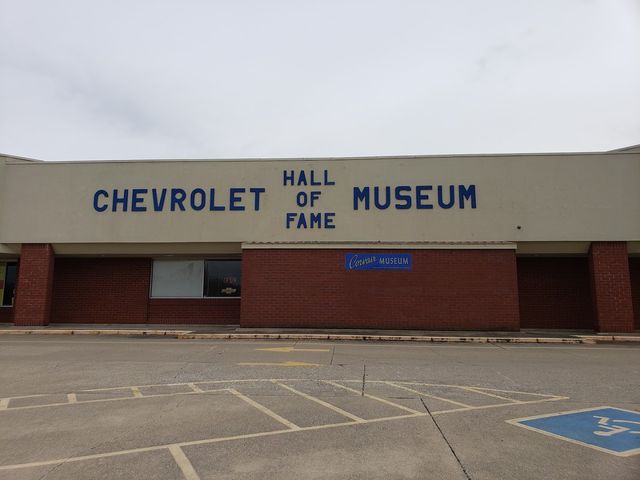 CHEVROLET HALL OF FAME MUSEUM
Corvair MUSEUM